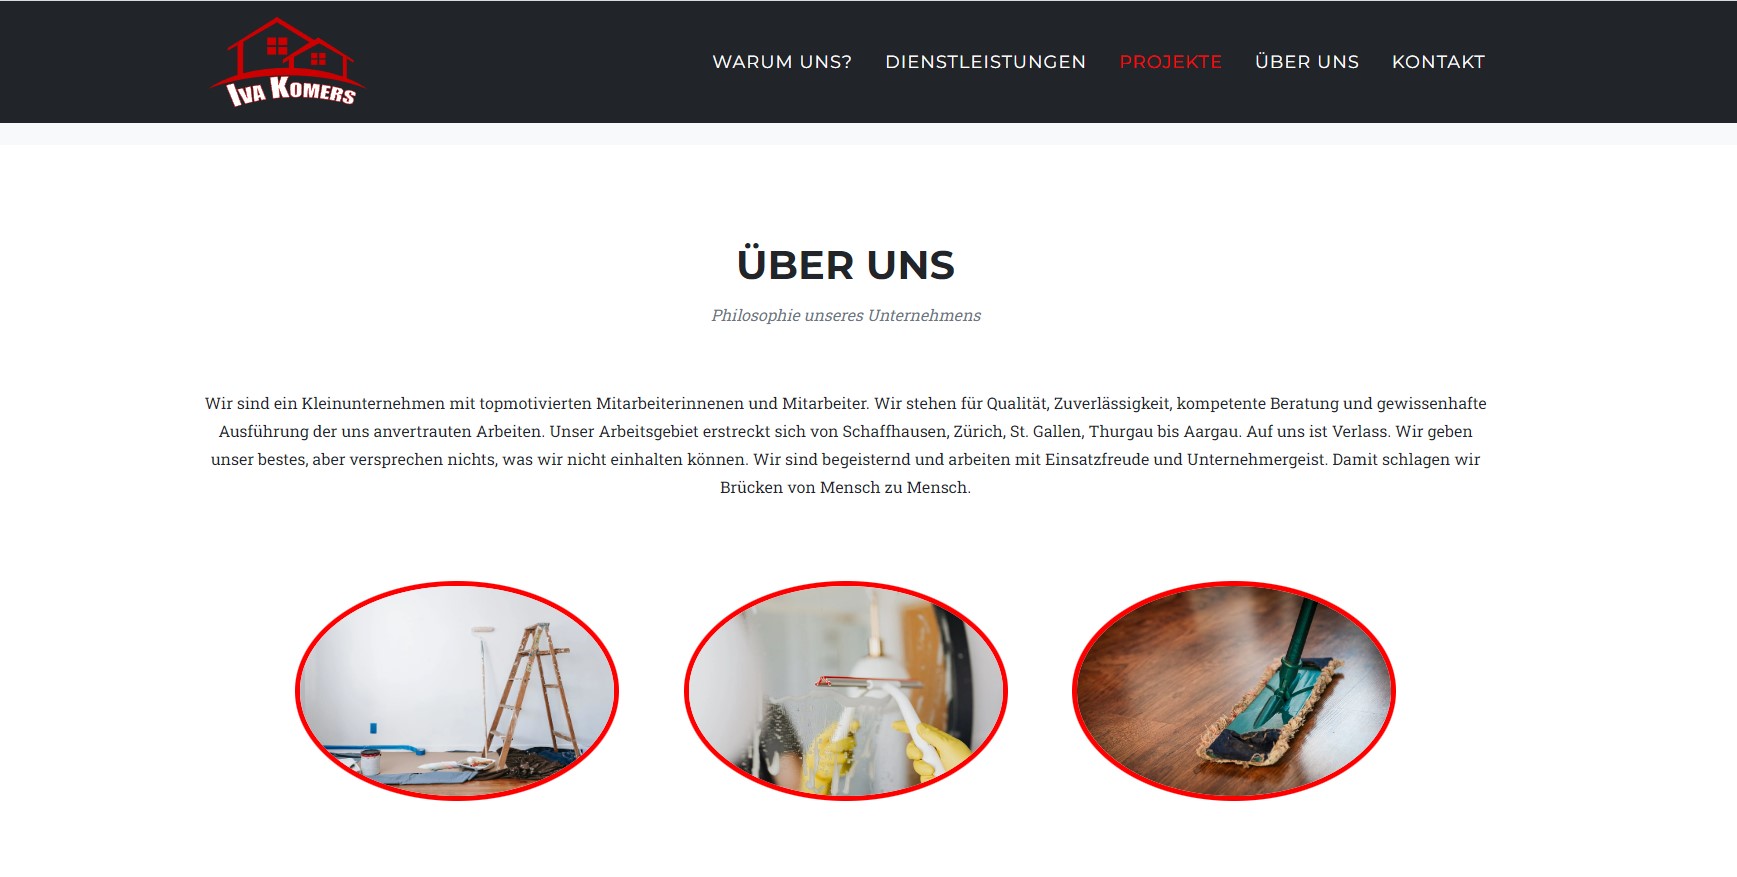 IVA KOMERS
WARUM UNS? DIENSTLEISTUNGEN PROJEKTE ÜBER UNS KONTAKT
ÜBER UNS
Philosophie unseres Unternehmens
Wir sind ein Kleinunternehmen mit topmotivierten Mitarbeiterinnenen und Mitarbeiter. Wir stehen für Qualität, Zuverlässigkeit, kompetente Beratung und gewissenhafte
Ausführung der uns anvertrauten Arbeiten. Unser Arbeitsgebiet erstreckt sich von Schaffhausen, Zürich, St. Gallen, Thurgau bis Aargau. Auf uns ist Verlass. Wir geben
unser bestes, aber versprechen nichts, was wir nicht einhalten können. Wir sind begeisternd und arbeiten mit Einsatzfreude und Unternehmergeist. Damit schlagen wir
Brücken von Mensch zu Mensch.